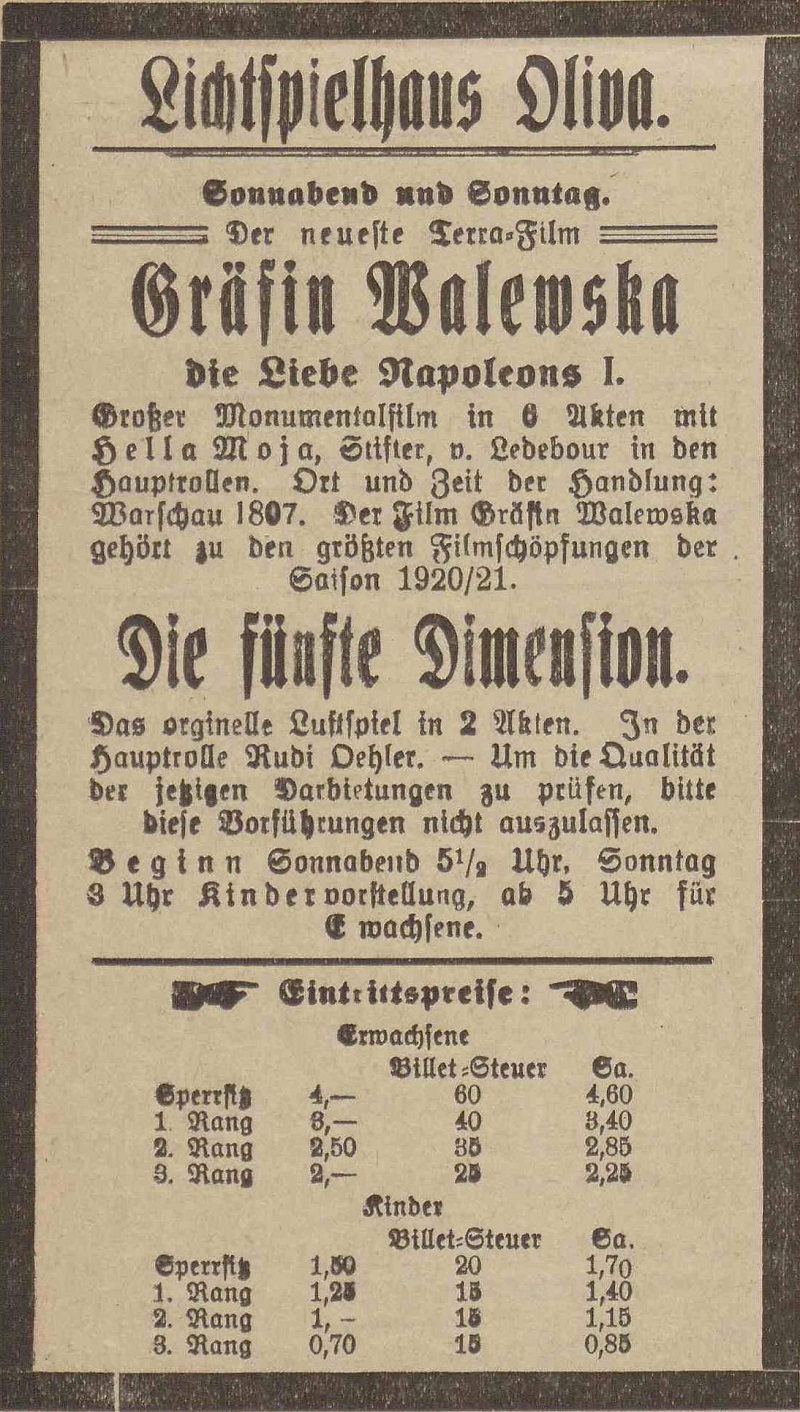 Lichtspielhaus Oliva.
Sonnabend und Sonntag.
Der neueste Terra-Film
Gräfin Walewska
die Liebe Napoleons I.
Großer Monumentalfilm in 6 Akten mit
Hella Moja, Stifter, v. Ledebour in den
Hauptrollen. Ort und Zeit der Handlung:
Warschau 1807. Der Film Gräfin Walewska
gehört zu den größten Filmschöpfungen der
Saison 1920/21.
Die fünfte Dimension.
Das orginelle Lustspiel in 2 Akten. In der
Hauptrolle Rudi Oehler. — Um die Qualität
der jetzigen Darbietungen zu prüfen, bitte
diese Vorführungen nicht auszulassen.
Beginn Sonnabend 5½ Uhr, Sonntag
3 Uhr Kindervorstellung, ab 5 Uhr für
E wachsene.
Eintrittspreise:
Erwachsene
Billet-Steuer Sa.
Sperrsitz 4,— 60 4,60
1. Rang 3,— 40 3,40
2. Rang 2,50 35 2,85
3. Rang 2,— 25 2,25
Kinder
Billet-Steuer Sa.
Sperrsitz 1,50 20 1,70
1. Rang 1,25 15 1,40
2. Rang 1,— 15 1,15
3. Rang 0,70 15 0,85